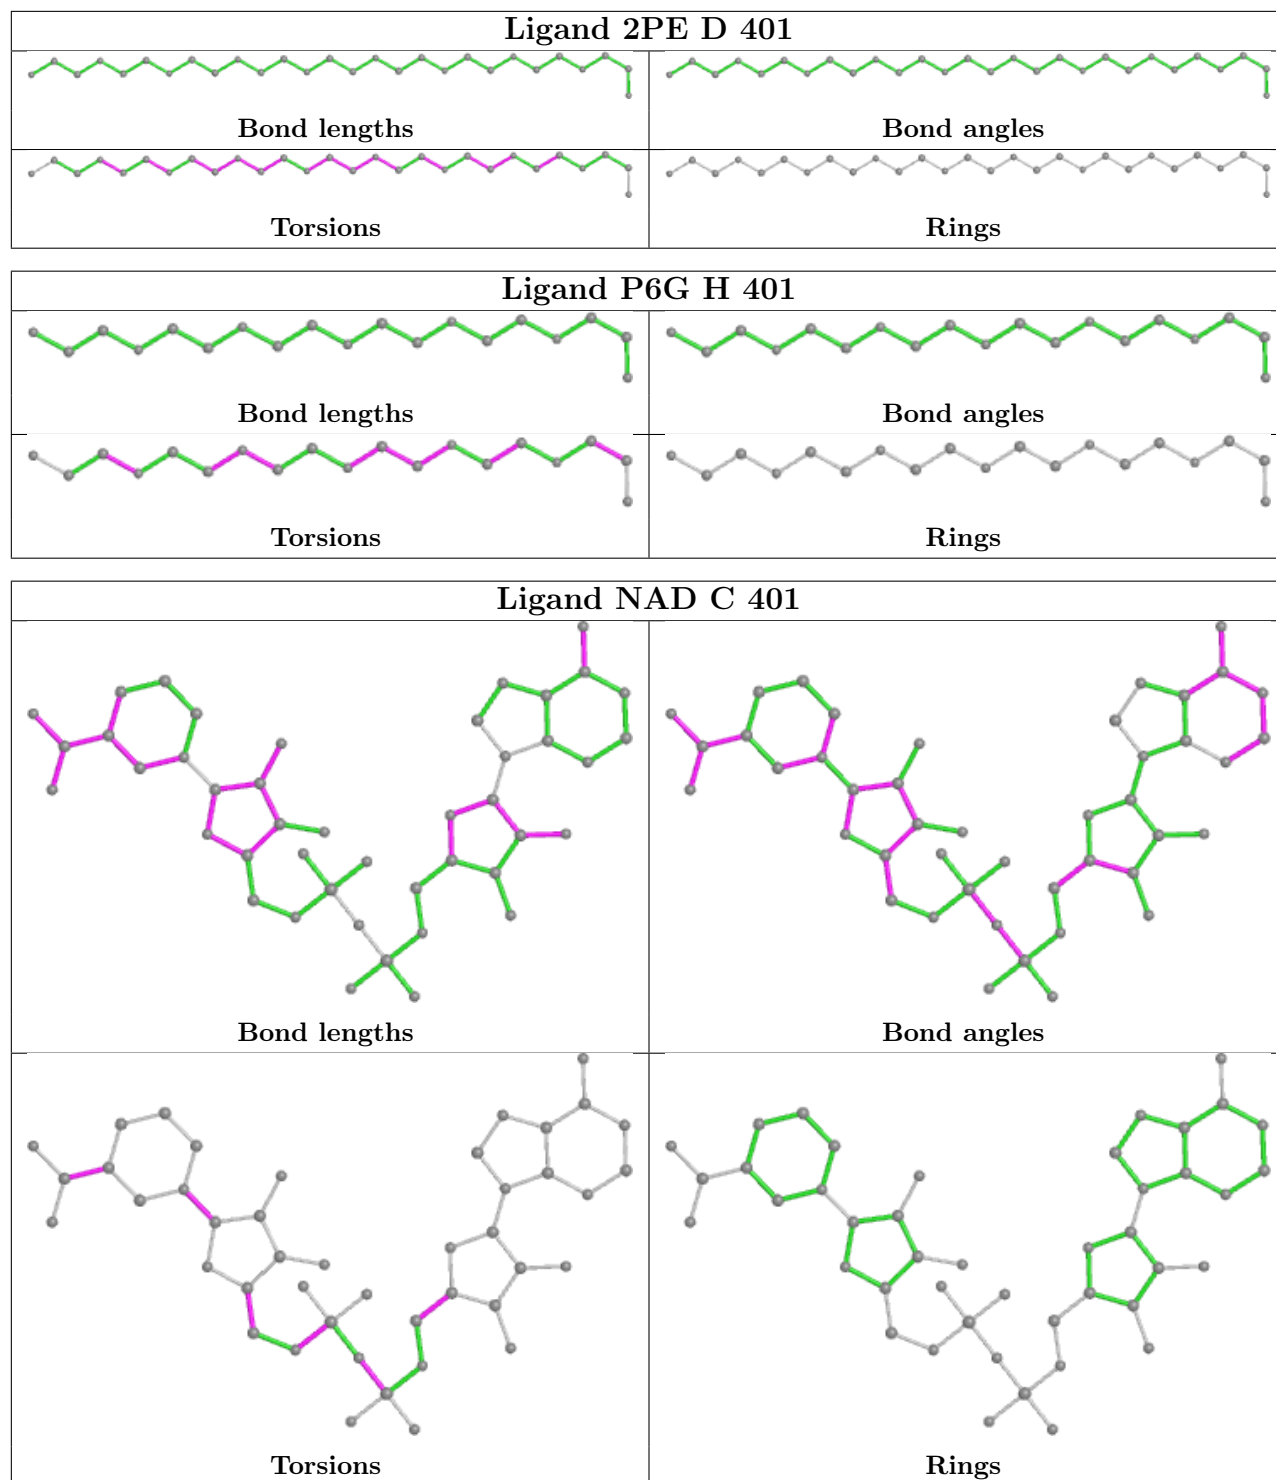 Ligand 2PE D 401
Bond lengths
Bond angles
Torsions
Rings
Ligand P6G H 401
Bond lengths
Bond angles
Torsions
Rings
Ligand NAD C 401
Bond lengths
Bond angles
Torsions
Rings